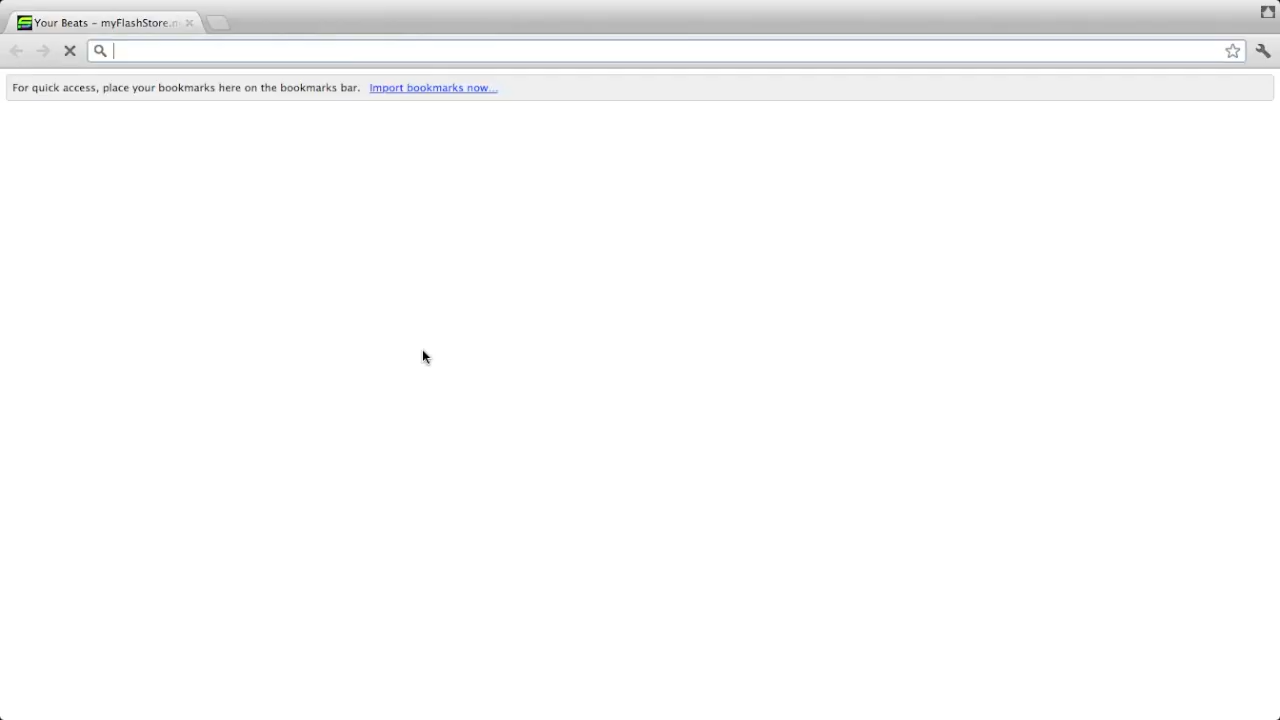 Your Beats – myFlashStore.n
For quick access, place your bookmarks here on the bookmarks bar. Import bookmarks now...